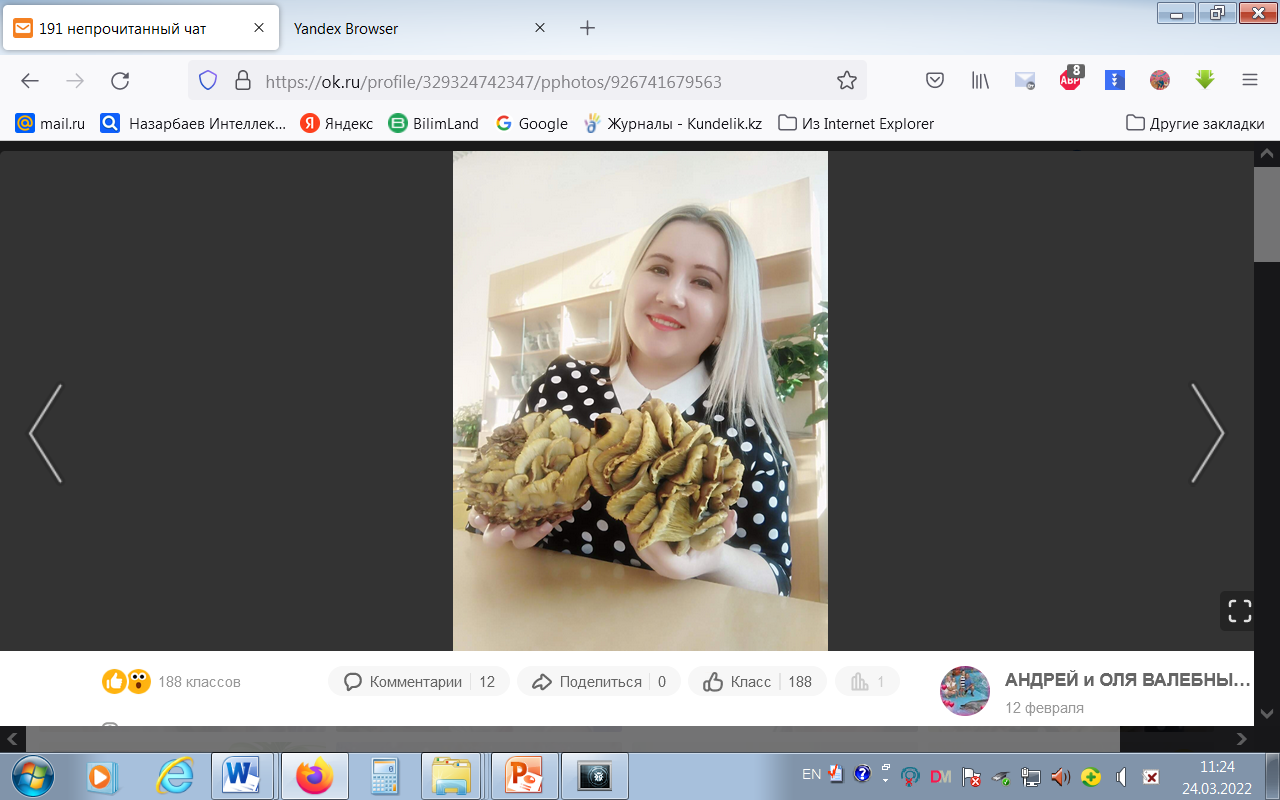 191 непрочитанный чат
Yandex Browser
https://ok.ru/profile/329324742347/pphotos/926741679563
ABP
8
mail.ru
Назарбаев Интеллек...
Яндекс
BilimLand
Google
Журналы - Kundelik.kz
Из Internet Explorer
Другие закладки
188 классов
Комментарии 12
Поделиться 0
Класс 188
1
АНДРЕЙ и ОЛЯ ВАЛЕБНЫ...
12 февраля
EN
DM
11:24
24.03.2022